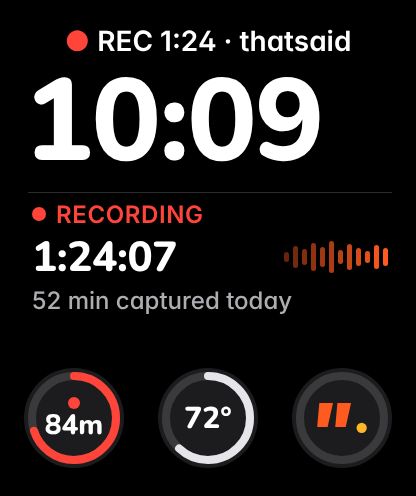 REC 1:24 · thatsaid
10:09
RECORDING
1:24:07
52 min captured today
84m
72°